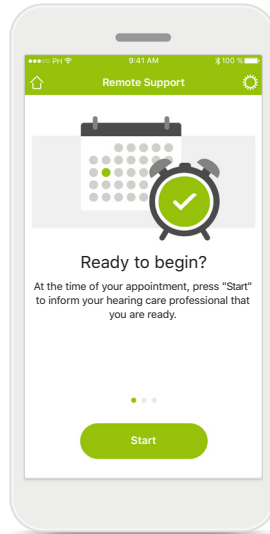 PH 9:41 AM 100 %
Remote Support
Ready to begin?
At the time of your appointment, press "Start"
to inform your hearing care professional that
you are ready.
Start